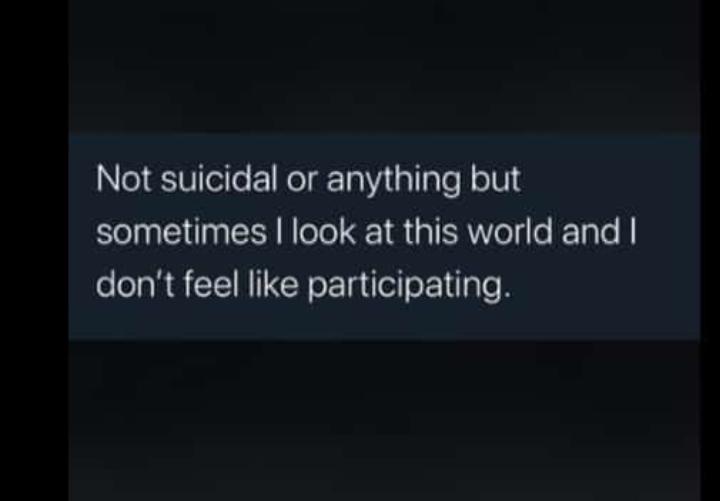 Not suicidal or anything but
sometimes I look at this world and I
don't feel like participating.